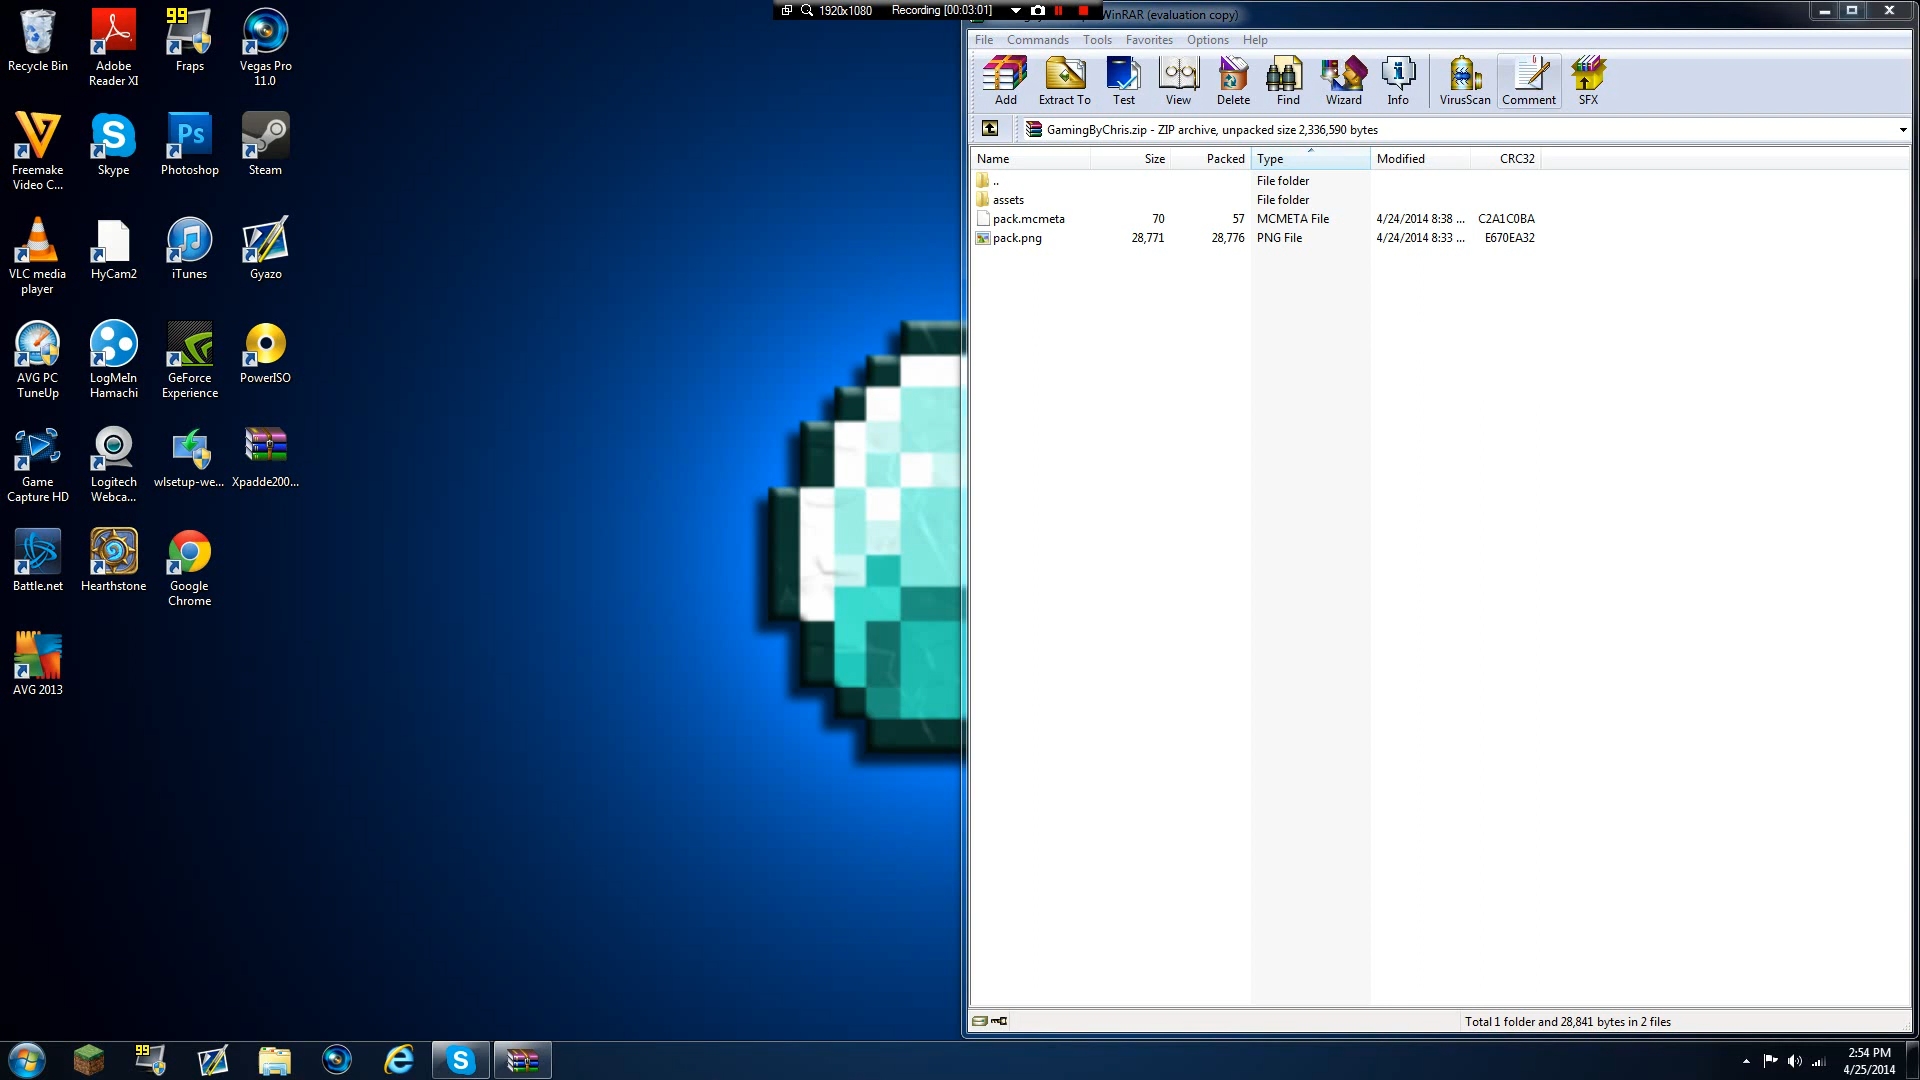 1920x1080 Recording [00:03:01]
WinRAR (evaluation copy)
File Commands Tools Favorites Options Help
Add Extract To Test View Delete Find Wizard Info VirusScan Comment SFX
GamingByChris.zip - ZIP archive, unpacked size 2,336,590 bytes
Name Size Packed Type Modified CRC32
.. File folder
assets File folder
pack.mcmeta 70 57 MCMETA File 4/24/2014 8:38 ... C2A1C0BA
pack.png 28,771 28,776 PNG File 4/24/2014 8:33 ... E670EA32
Total 1 folder and 28,841 bytes in 2 files
Recycle Bin
Adobe
Reader XI
99
Fraps
Vegas Pro
11.0
Freemake
Video C...
Skype
Ps
Photoshop
Steam
VLC media
player
HyCam2
iTunes
Gyazo
AVG PC
TuneUp
LogMeIn
Hamachi
GeForce
Experience
PowerISO
Game
Capture HD
Logitech
Webca...
wlsetup-we...
Xpadde200...
Battle.net
Hearthstone
Google
Chrome
AVG 2013
99
2:54 PM
4/25/2014